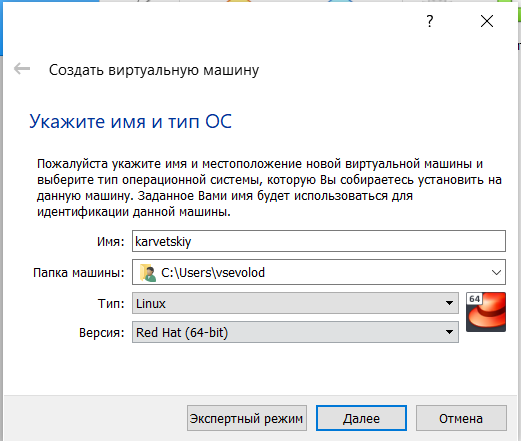 ?
Создать виртуальную машину
Укажите имя и тип ОС
Пожалуйста укажите имя и местоположение новой виртуальной машины и
выберите тип операционной системы, которую Вы собираетесь установить на
данную машину. Заданное Вами имя будет использоваться для
идентификации данной машины.
Имя: karvetskiy
Папка машины: C:\Users\vsevolod
Тип: Linux
64
Версия: Red Hat (64-bit)
Экспертный режим Далее Отмена